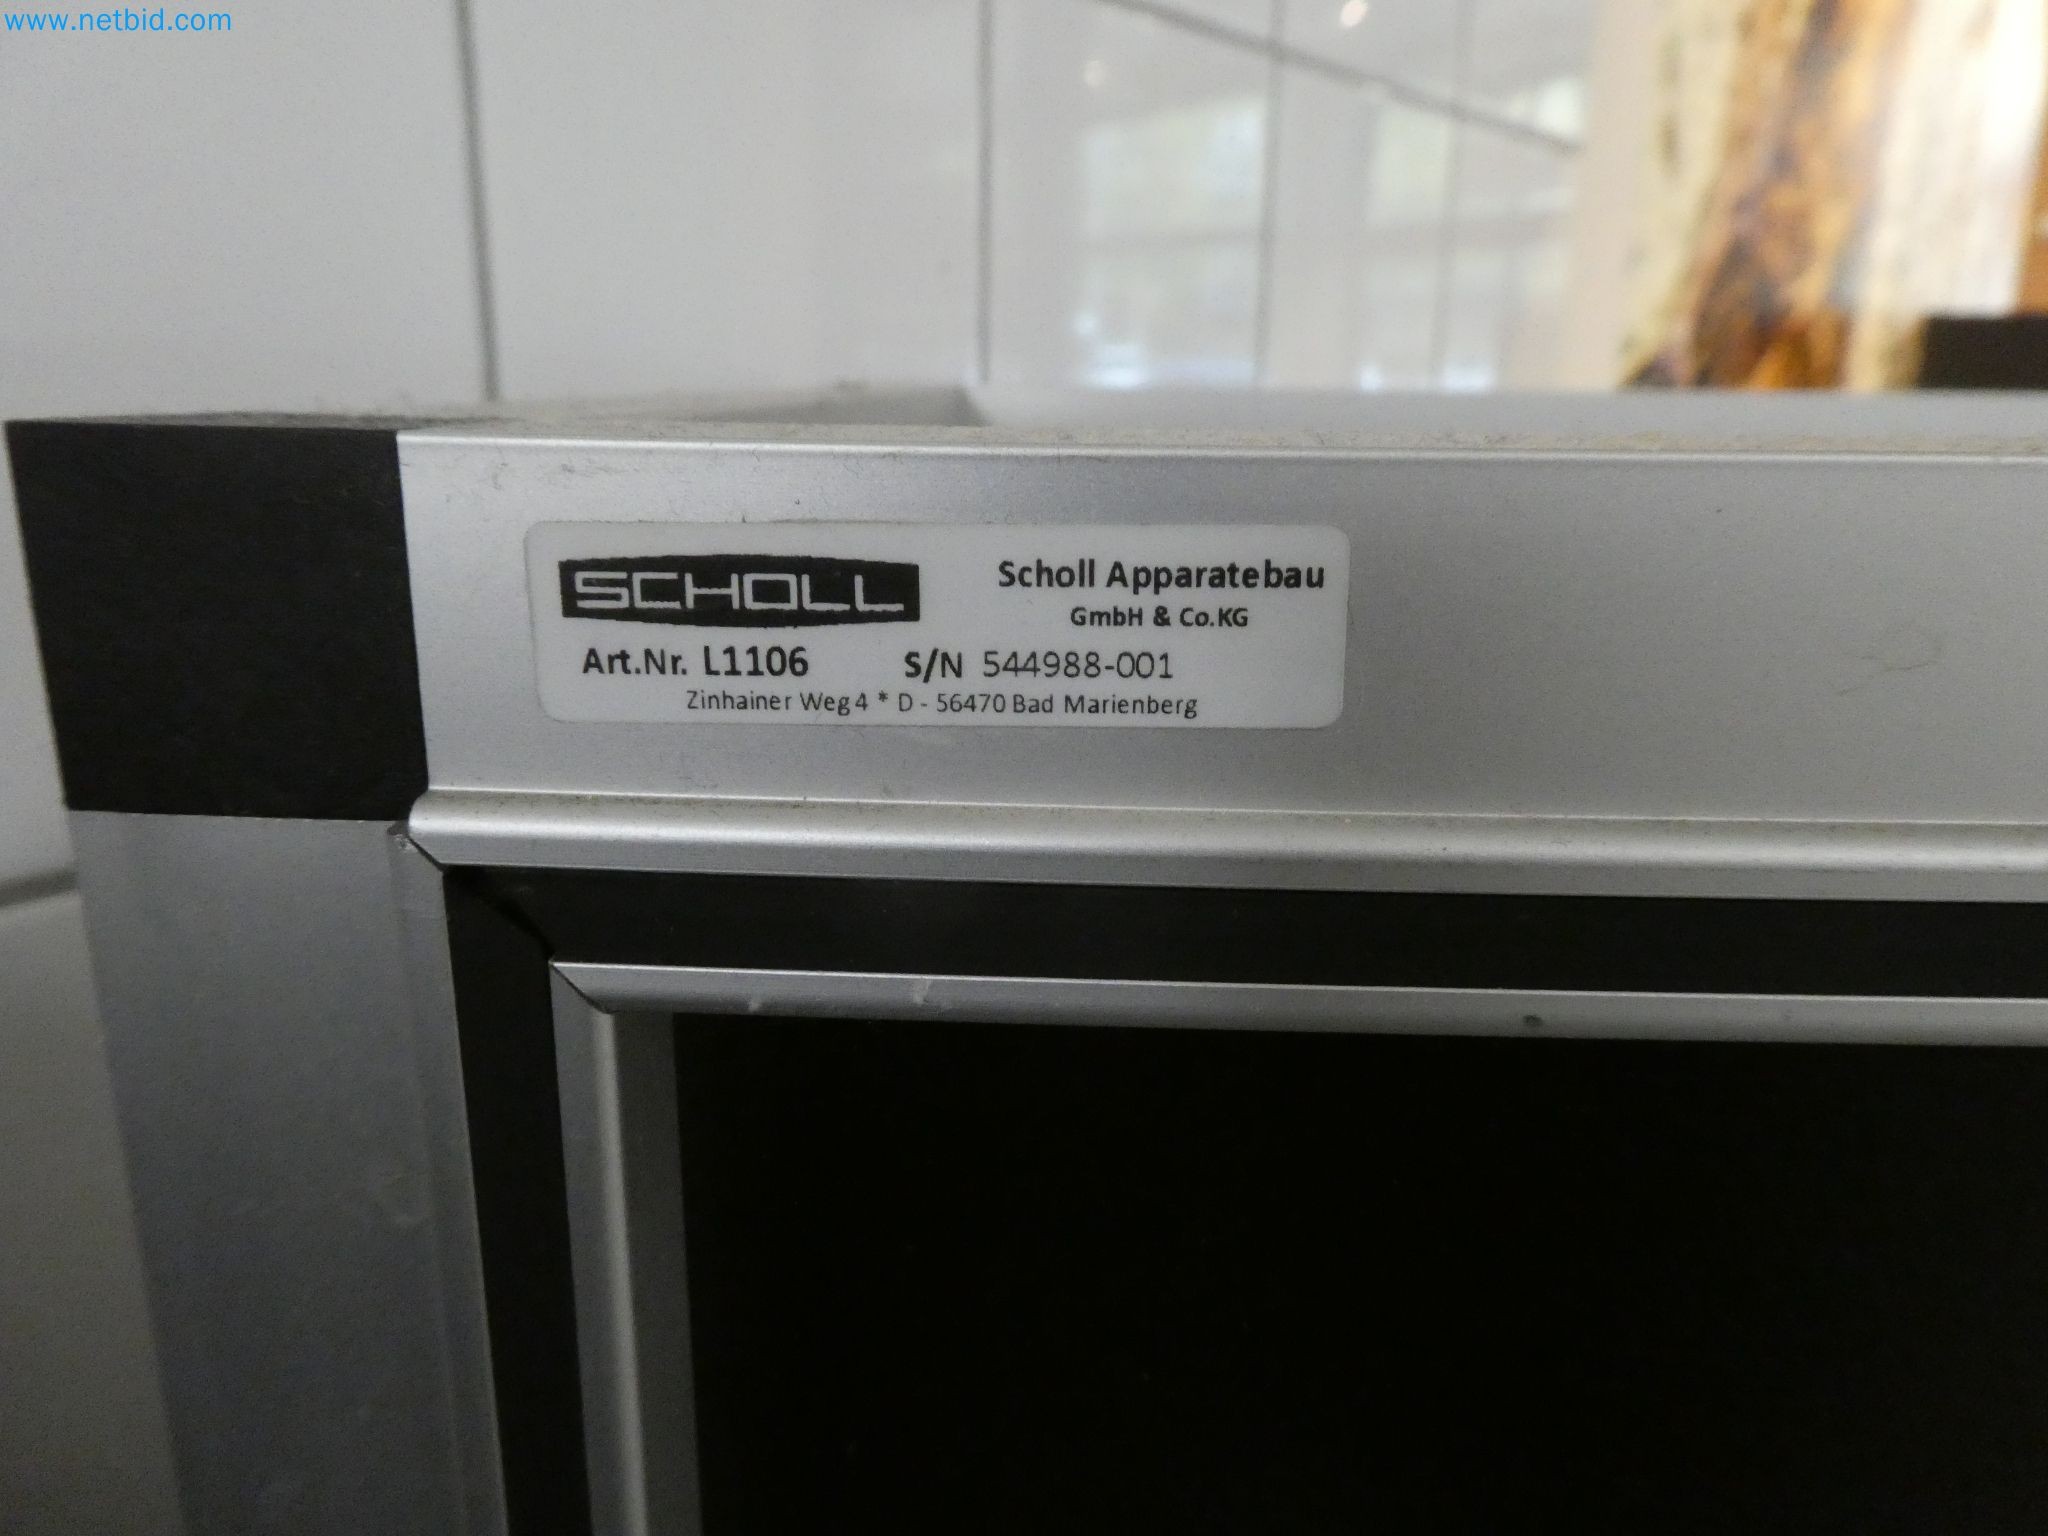 www.netbid.com
SCHOLL
Scholl Apparatebau
GmbH & Co.KG
Art.Nr. L1106 S/N 544988-001
Zinhainer Weg 4 * D - 56470 Bad Marienberg